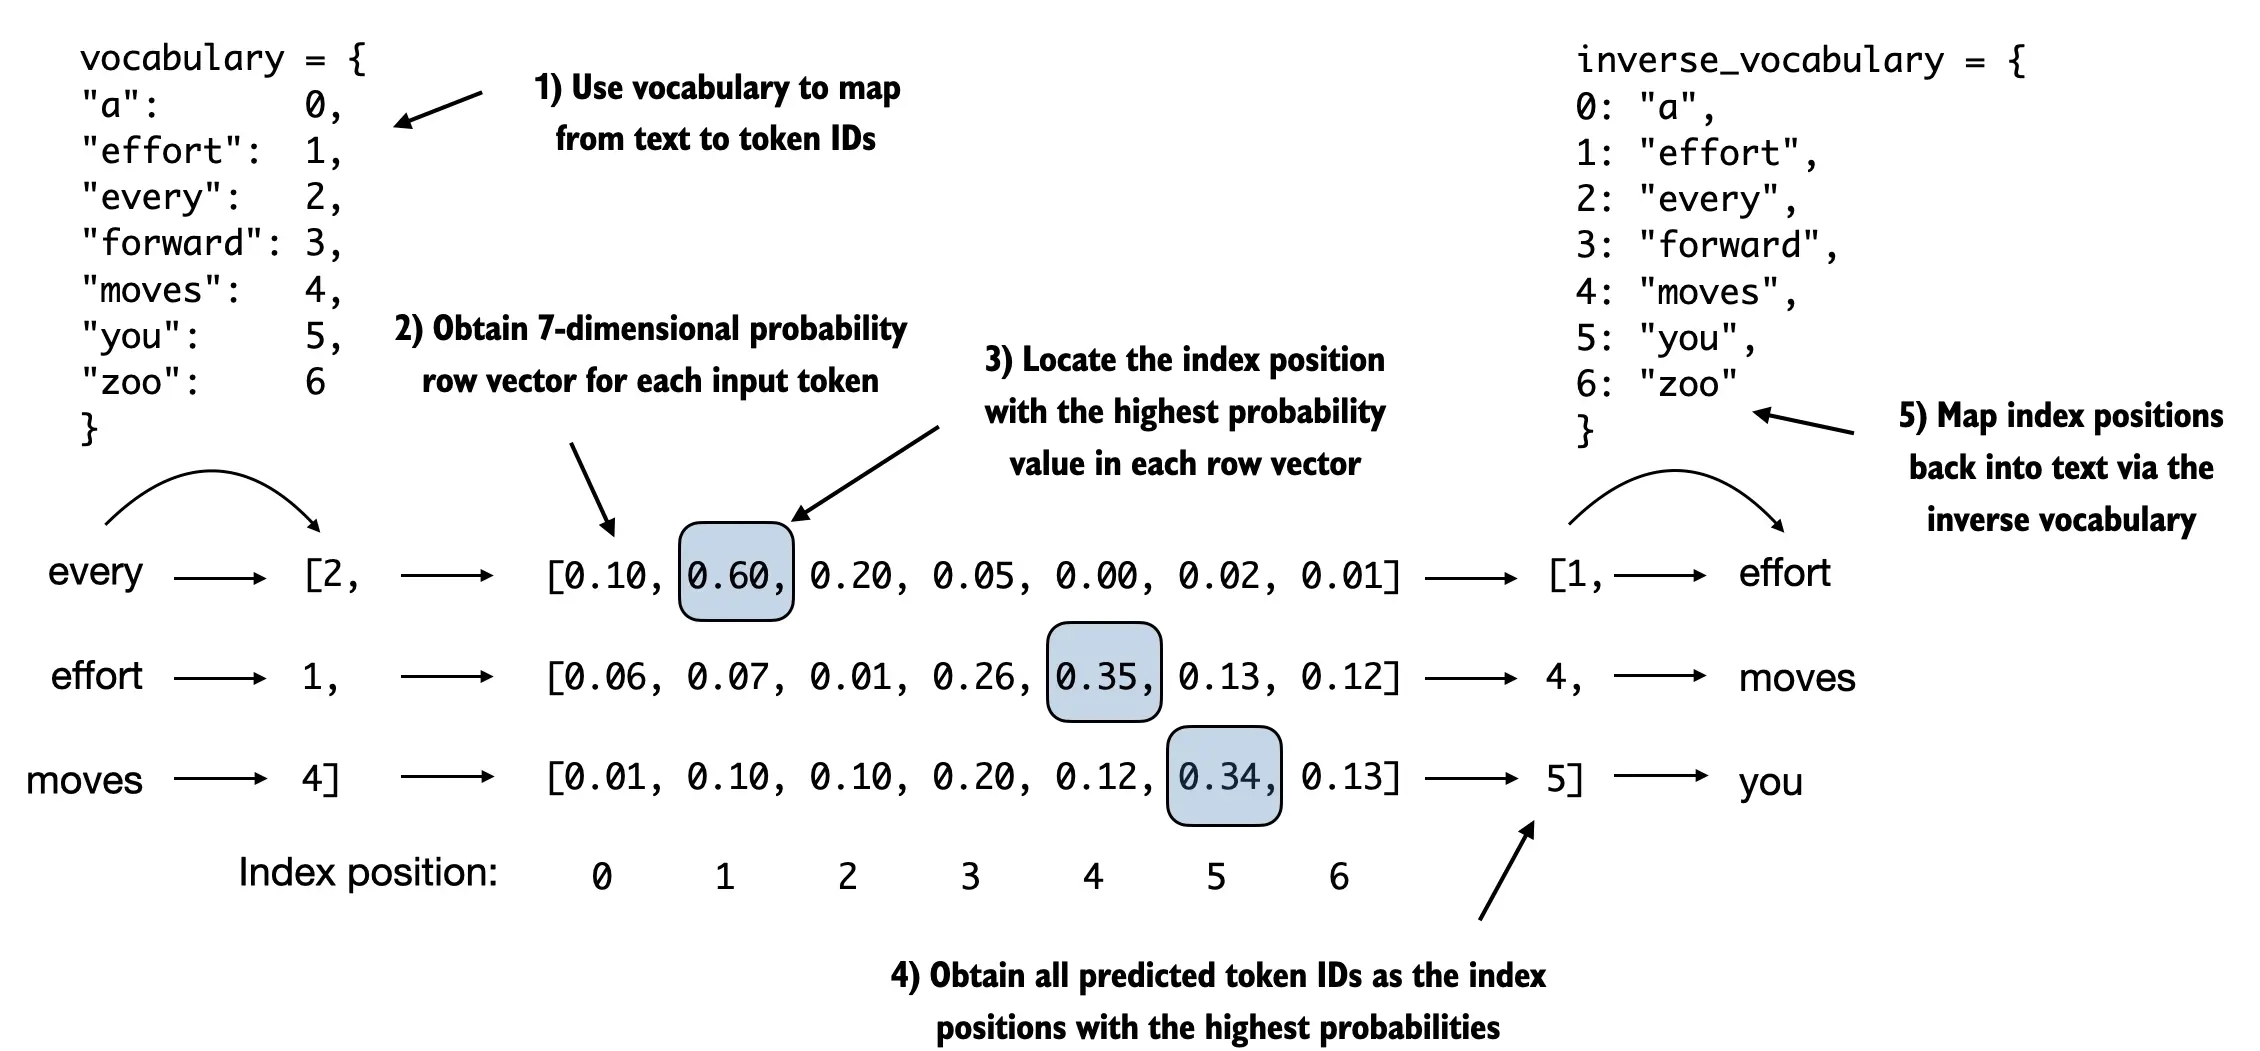 vocabulary = {
"a":       0,
"effort":  1,
"every":   2,
"forward": 3,
"moves":   4,
"you":     5,
"zoo":     6
}
1) Use vocabulary to map
from text to token IDs
2) Obtain 7-dimensional probability
row vector for each input token
3) Locate the index position
with the highest probability
value in each row vector
inverse_vocabulary = {
0: "a",
1: "effort",
2: "every",
3: "forward",
4: "moves",
5: "you",
6: "zoo"
}
5) Map index positions
back into text via the
inverse vocabulary
every [2, [0.10, 0.60, 0.20, 0.05, 0.00, 0.02, 0.01] [1, effort
effort 1, [0.06, 0.07, 0.01, 0.26, 0.35, 0.13, 0.12] 4, moves
moves 4] [0.01, 0.10, 0.10, 0.20, 0.12, 0.34, 0.13] 5] you
Index position: 0 1 2 3 4 5 6
4) Obtain all predicted token IDs as the index
positions with the highest probabilities